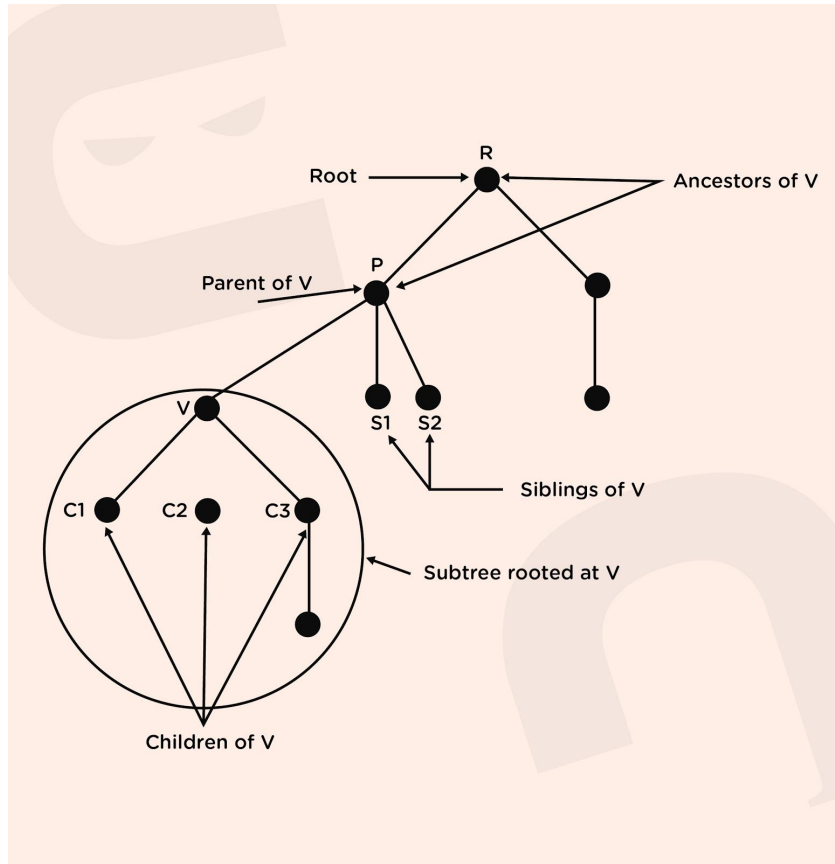 R
Root
Ancestors of V
P
Parent of V
V
S1
S2
Siblings of V
C1
C2
C3
Subtree rooted at V
Children of V